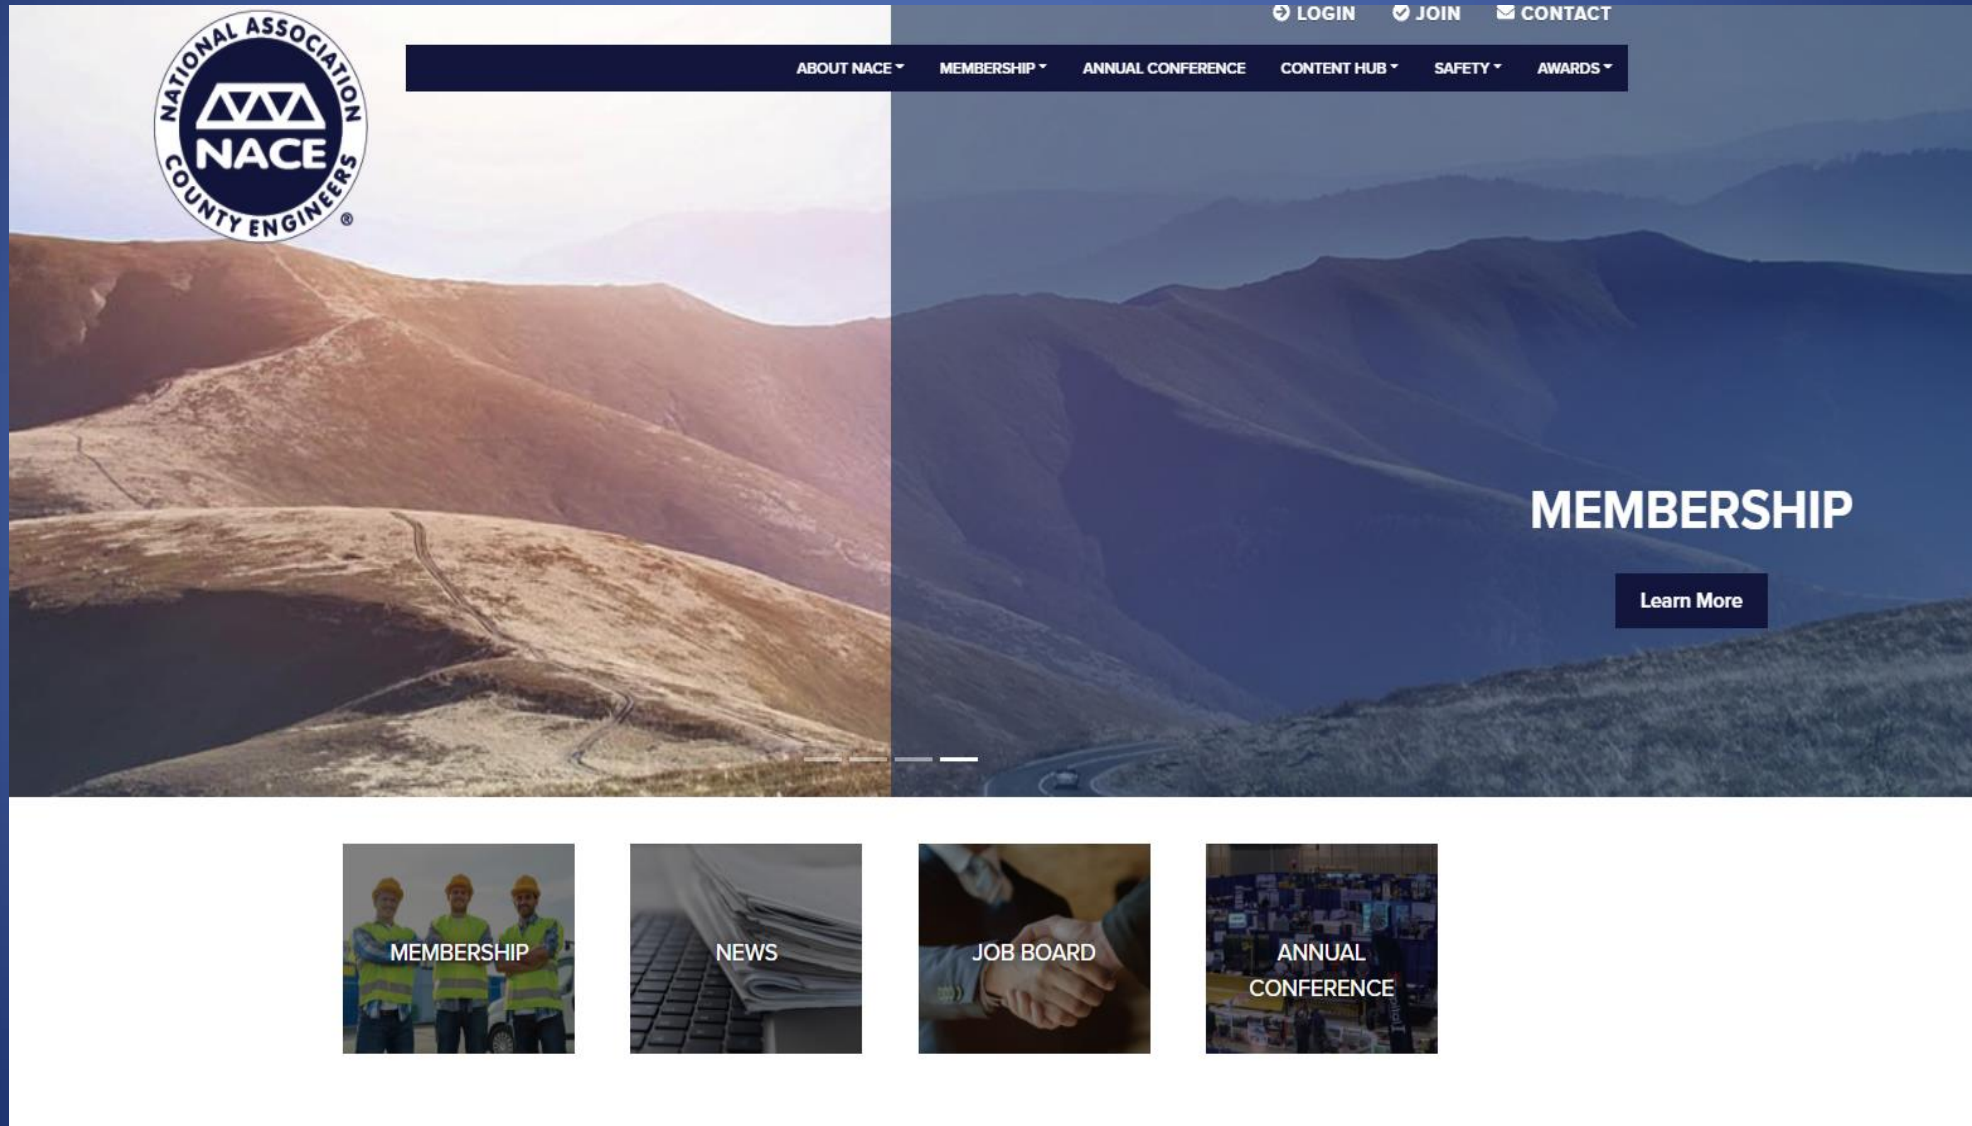 NATIONAL ASSOCIATION
NACE
COUNTY ENGINEERS
®
LOGIN JOIN CONTACT
ABOUT NACE MEMBERSHIP ANNUAL CONFERENCE CONTENT HUB SAFETY AWARDS
MEMBERSHIP
Learn More
MEMBERSHIP
NEWS
JOB BOARD
ANNUAL
CONFERENCE